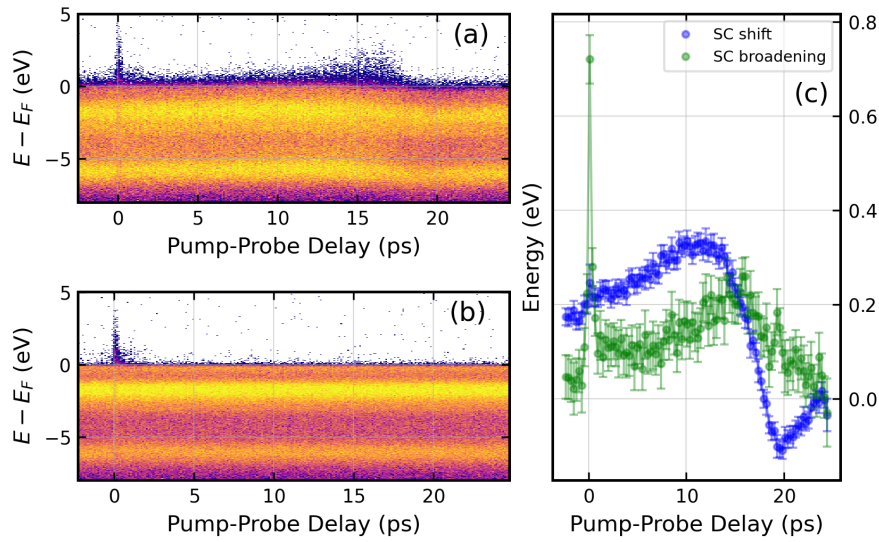 5
(a)
0
−5
E − E_F (eV)
0 5 10 15 20
Pump-Probe Delay (ps)
5
(b)
0
−5
E − E_F (eV)
0 5 10 15 20
Pump-Probe Delay (ps)
SC shift
SC broadening
(c)
0.8
0.6
0.4
0.2
0.0
Energy (eV)
0 10 20
Pump-Probe Delay (ps)